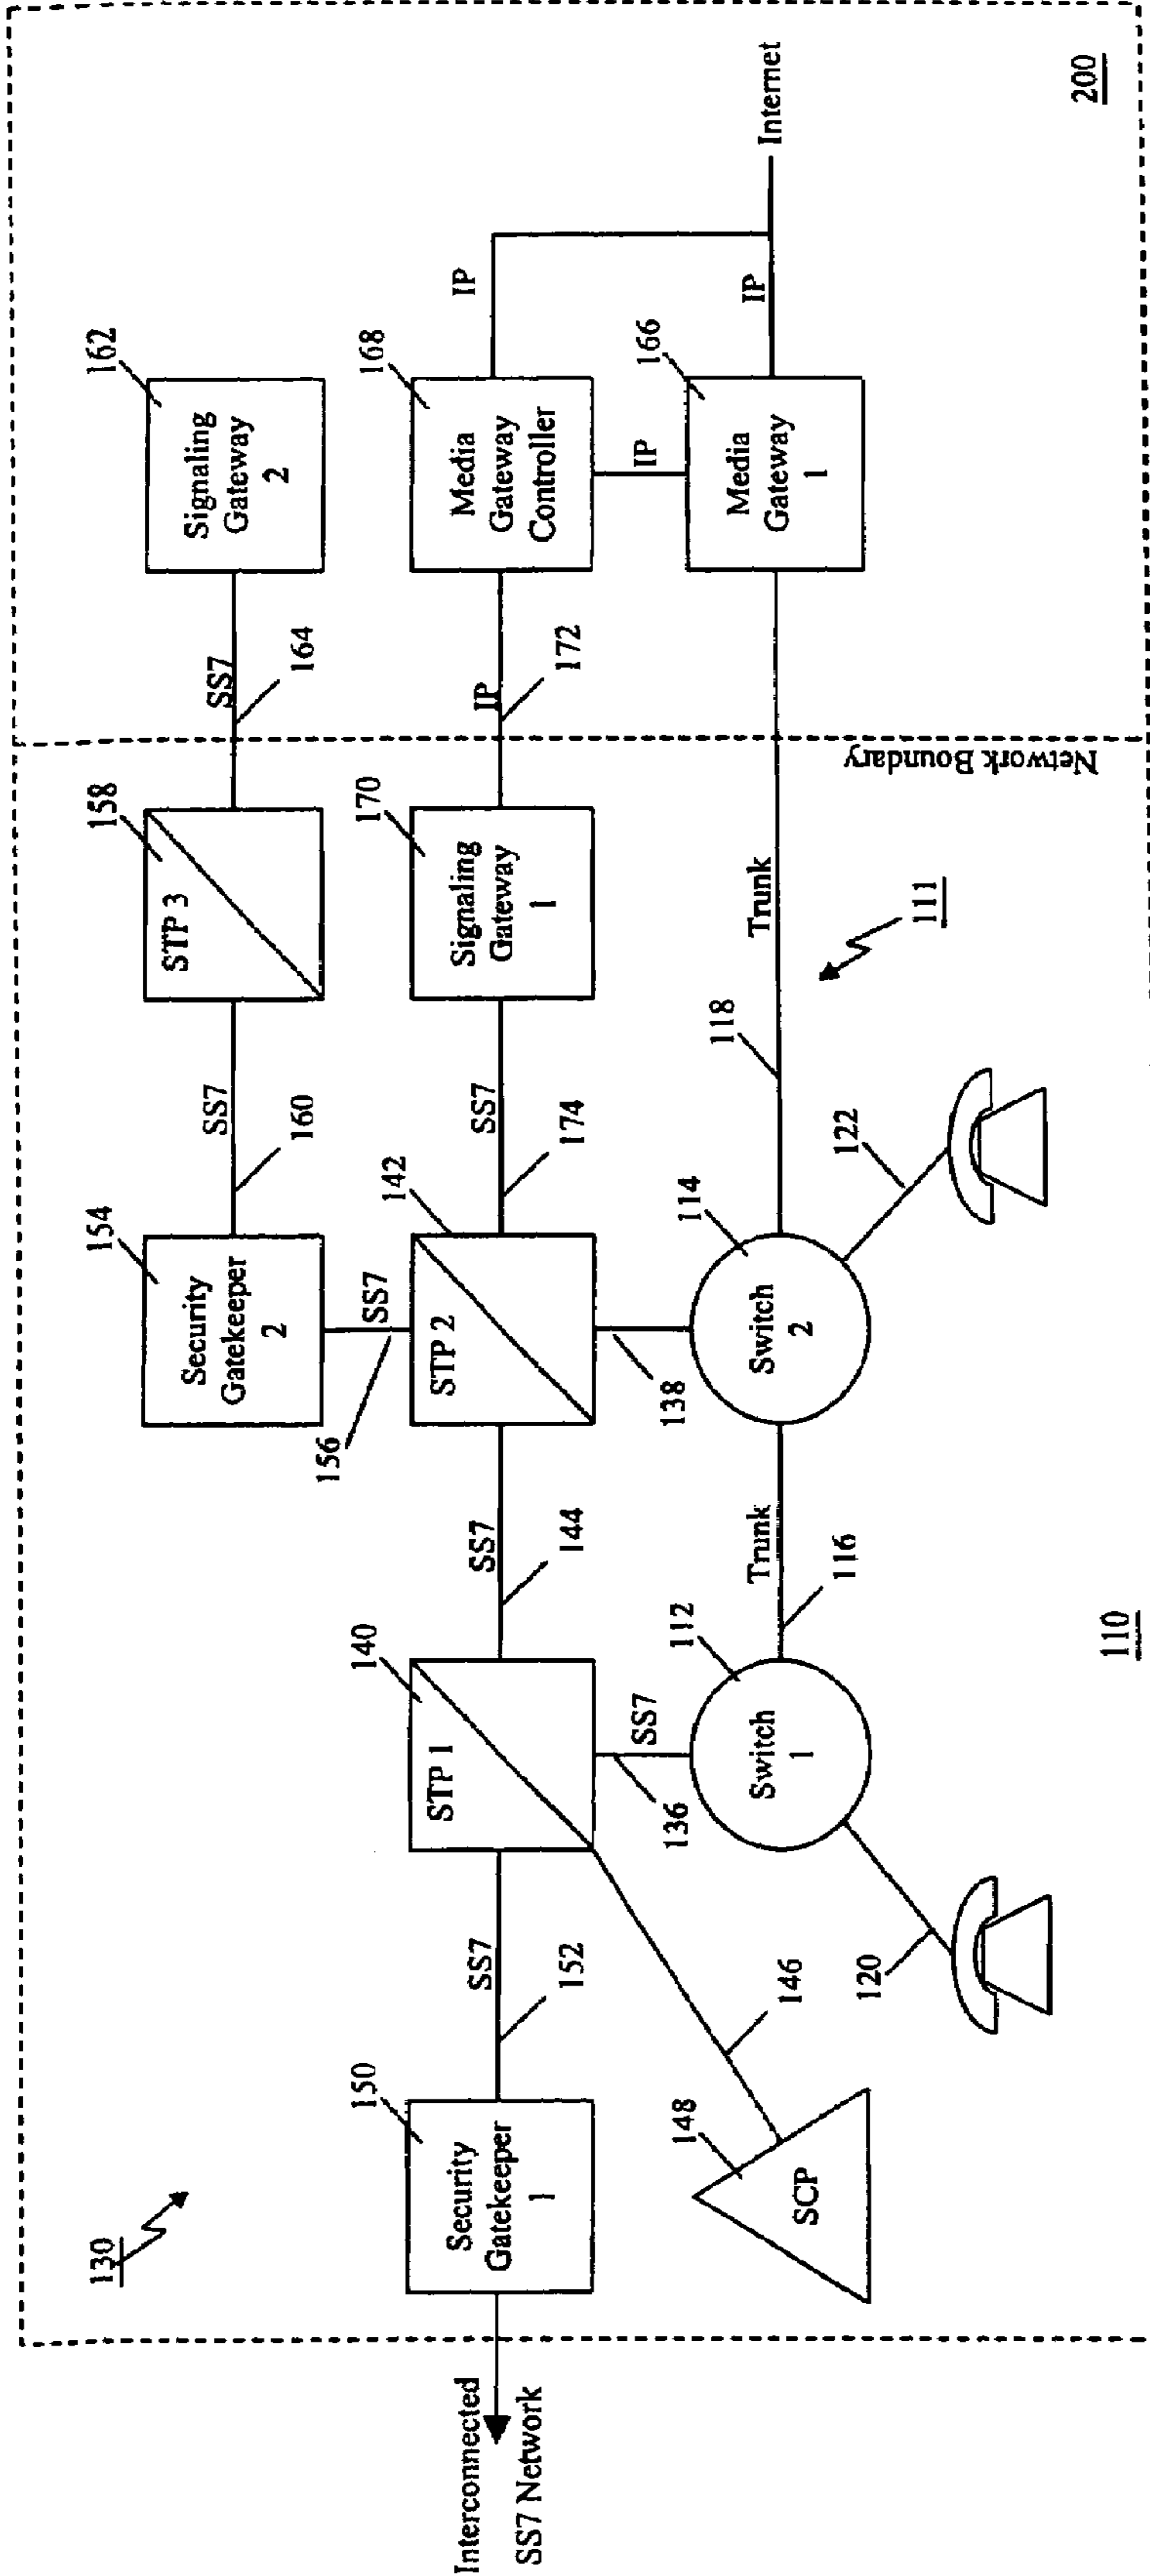 130
Interconnected
SS7 Network
150
Security
Gatekeeper
1
SS7
152
148
SCP
146
140
STP 1
SS7
136
112
Switch
1
120
SS7
144
Trunk
116
110
154
Security
Gatekeeper
2
SS7
156
142
STP 2
138
114
Switch
2
122
SS7
160
SS7
174
118
Trunk
111
158
STP 3
170
Signaling
Gateway
1
Network Boundary
SS7
164
IP
172
162
Signaling
Gateway
2
168
Media
Gateway
Controller
IP
166
Media
Gateway
1
IP
IP
Internet
200